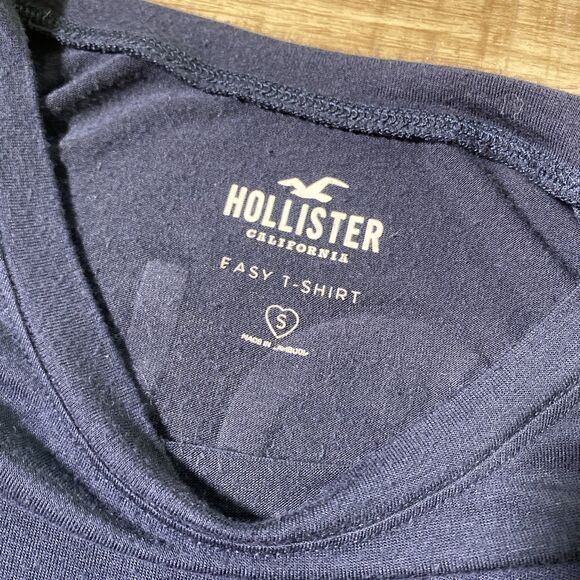 HOLLISTER
CALIFORNIA
EASY T-SHIRT
S
MADE IN